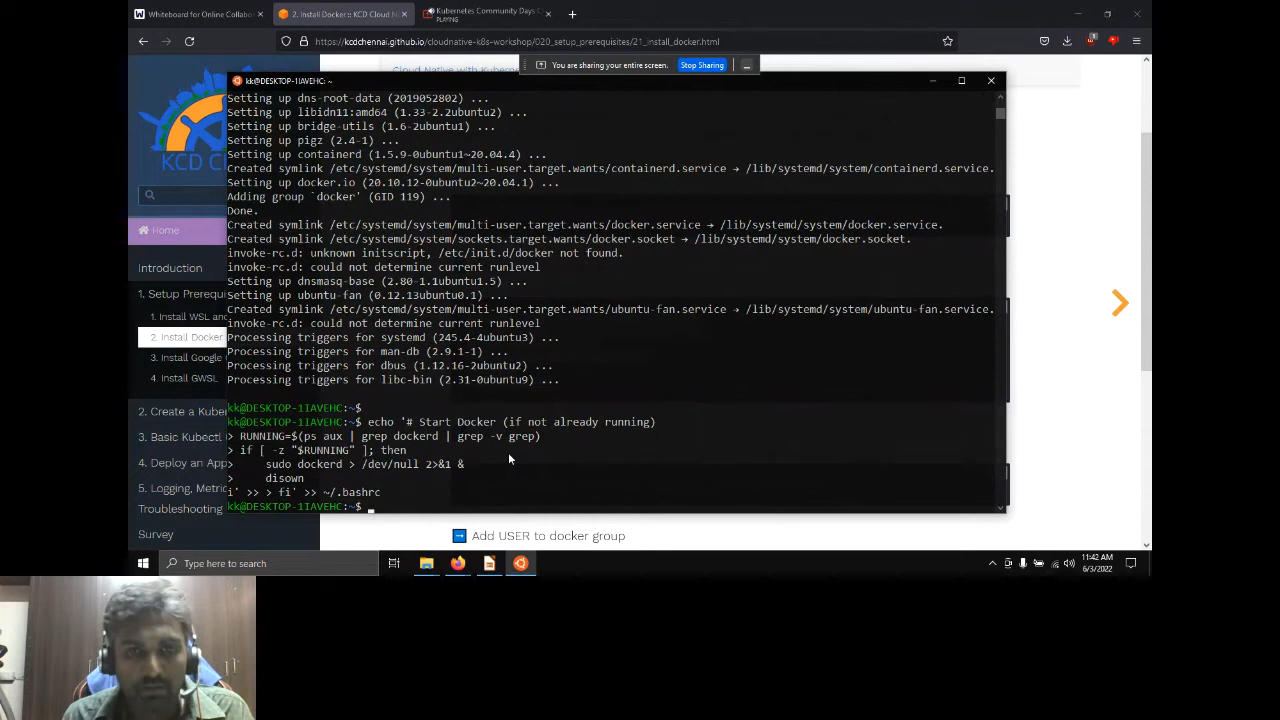 Whiteboard for Online Collabo
2. Install Docker :: KCD Cloud N
Kubernetes Community Days C
PLAYING
https://kcdchennai.github.io/cloudnative-k8s-workshop/020_setup_prerequisites/21_install_docker.html
Cloud Native with Kuberne
You are sharing your entire screen.
Stop Sharing
kk@DESKTOP-1IAVEHC: ~
Setting up dns-root-data (2019052802) ...
Setting up libidn11:amd64 (1.33-2.2ubuntu2) ...
Setting up bridge-utils (1.6-2ubuntu1) ...
Setting up pigz (2.4-1) ...
Setting up containerd (1.5.9-0ubuntu1~20.04.4) ...
Created symlink /etc/systemd/system/multi-user.target.wants/containerd.service → /lib/systemd/system/containerd.service.
Setting up docker.io (20.10.12-0ubuntu2~20.04.1) ...
Adding group `docker' (GID 119) ...
Done.
Created symlink /etc/systemd/system/multi-user.target.wants/docker.service → /lib/systemd/system/docker.service.
Created symlink /etc/systemd/system/sockets.target.wants/docker.socket → /lib/systemd/system/docker.socket.
invoke-rc.d: unknown initscript, /etc/init.d/docker not found.
invoke-rc.d: could not determine current runlevel
Setting up dnsmasq-base (2.80-1.1ubuntu1.5) ...
Setting up ubuntu-fan (0.12.13ubuntu0.1) ...
Created symlink /etc/systemd/system/multi-user.target.wants/ubuntu-fan.service → /lib/systemd/system/ubuntu-fan.service.
invoke-rc.d: could not determine current runlevel
Processing triggers for systemd (245.4-4ubuntu3) ...
Processing triggers for man-db (2.9.1-1) ...
Processing triggers for dbus (1.12.16-2ubuntu2) ...
Processing triggers for libc-bin (2.31-0ubuntu9) ...
kk@DESKTOP-1IAVEHC:~$
kk@DESKTOP-1IAVEHC:~$ echo '# Start Docker (if not already running)
> RUNNING=$(ps aux | grep dockerd | grep -v grep)
> if [ -z "$RUNNING" ]; then
>     sudo dockerd > /dev/null 2>&1 &
>     disown
i' >> > fi' >> ~/.bashrc
kk@DESKTOP-1IAVEHC:~$
KCD CH
Home
Introduction
1. Setup Prerequi
1. Install WSL and
2. Install Docker
3. Install Google C
4. Install GWSL
2. Create a Kuber
3. Basic Kubectl
4. Deploy an App
5. Logging, Metric
Troubleshooting
Survey
Add USER to docker group
Type here to search
11:42 AM
6/3/2022